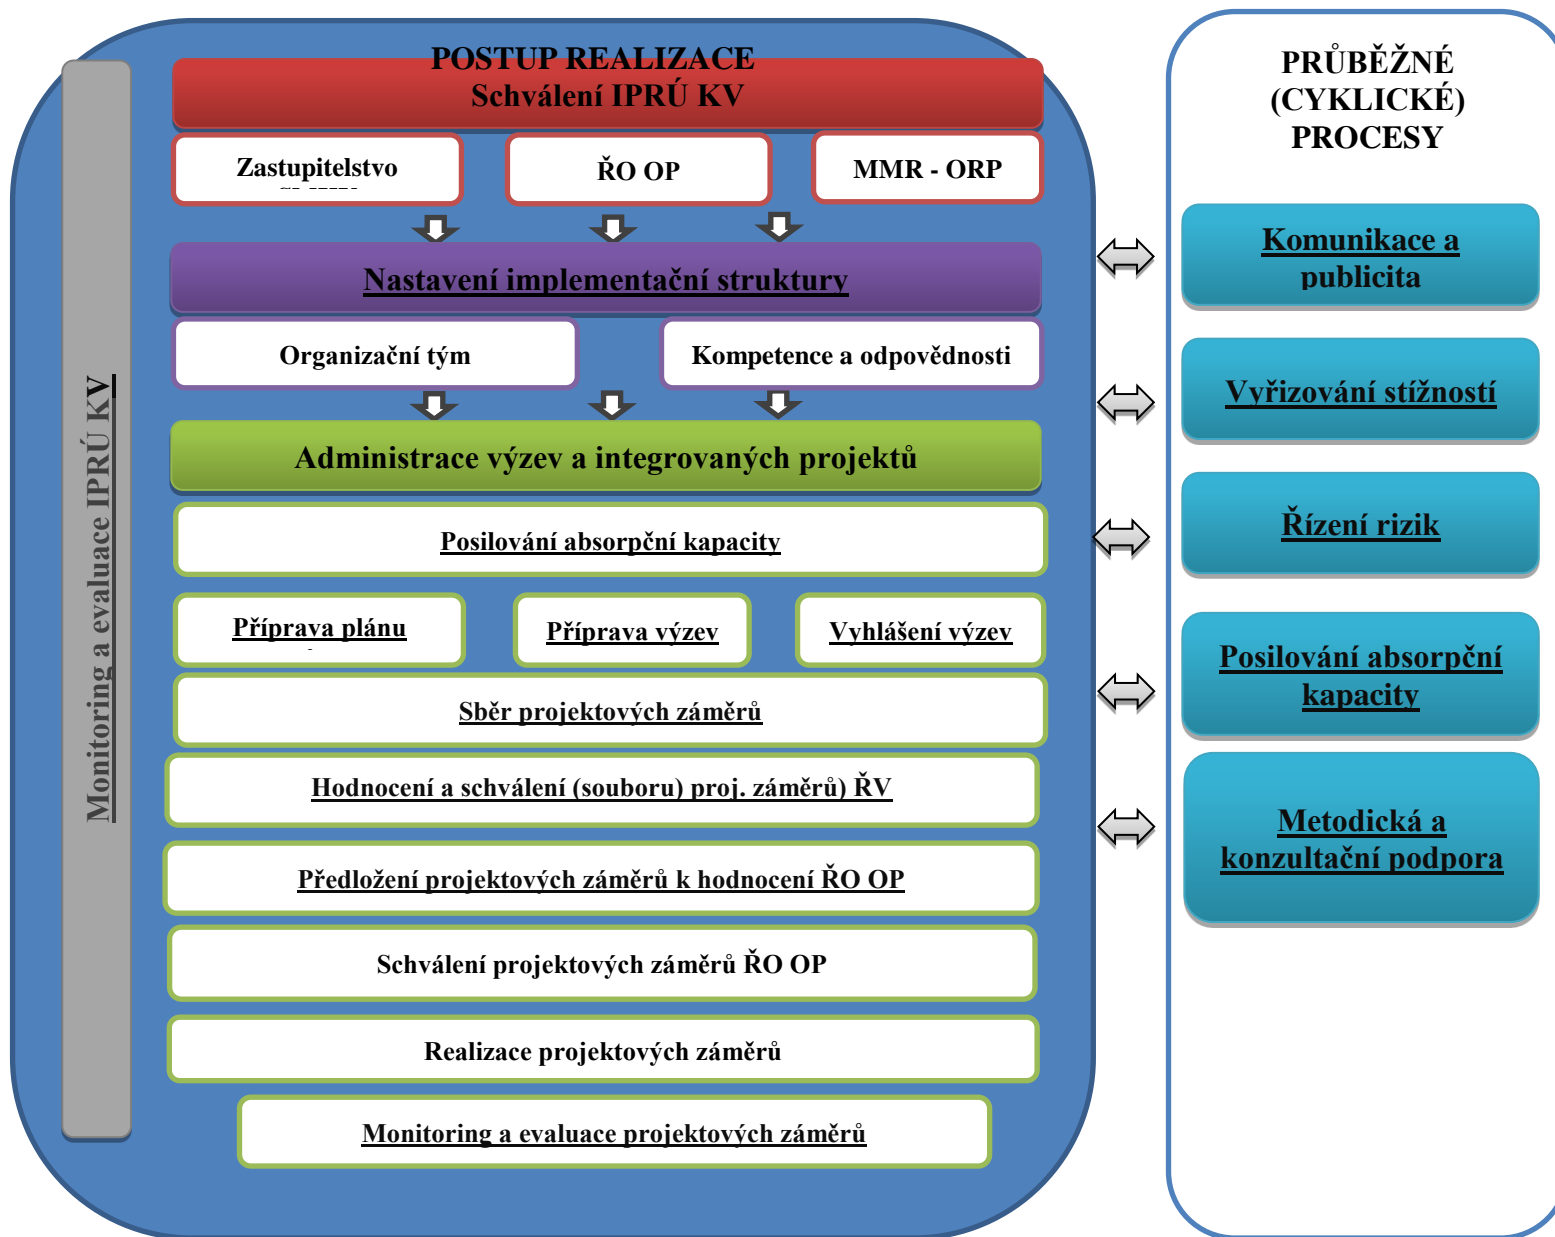 POSTUP REALIZACE
Schválení IPRÚ KV
Zastupitelstvo
ŘO OP
MMR - ORP
Nastavení implementační struktury
Organizační tým
Kompetence a odpovědnosti
Administrace výzev a integrovaných projektů
Posilování absorpční kapacity
Příprava plánu
Příprava výzev
Vyhlášení výzev
Sběr projektových záměrů
Hodnocení a schválení (souboru) proj. záměrů) ŘV
Předložení projektových záměrů k hodnocení ŘO OP
Schválení projektových záměrů ŘO OP
Realizace projektových záměrů
Monitoring a evaluace projektových záměrů
Monitoring a evaluace IPRÚ KV
PRŮBĚŽNÉ
(CYKLICKÉ)
PROCESY
Komunikace a
publicita
Vyřizování stížností
Řízení rizik
Posilování absorpční
kapacity
Metodická a
konzultační podpora